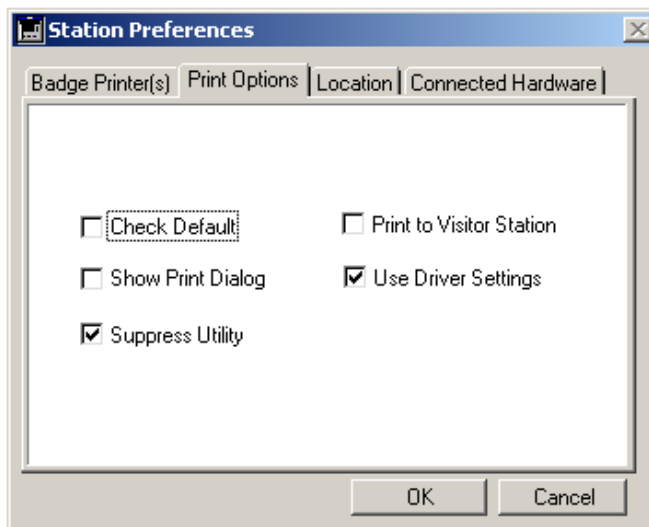 Station Preferences
Badge Printer(s) Print Options Location Connected Hardware
Check Default Print to Visitor Station
Show Print Dialog Use Driver Settings
Suppress Utility
OK Cancel